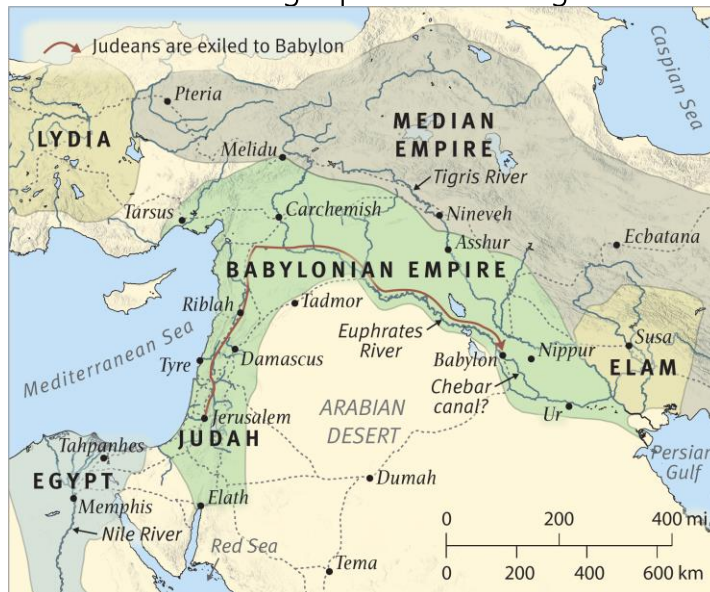 Judeans are exiled to Babylon
Caspian Sea
Pteria
LYDIA
MEDIAN
EMPIRE
Melidu
Tigris River
Tarsus
Carchemish
Nineveh
Asshur
Ecbatana
BABYLONIAN EMPIRE
Riblah
Tadmor
Mediterranean Sea
Euphrates
River
Susa
Tyre
Damascus
Babylon
Nippur
ELAM
Chebar
canal?
Ur
Jerusalem
JUDAH
ARABIAN
DESERT
Tahpanhes
EGYPT
Persian
Gulf
Memphis
Elath
Dumah
Nile River
Red Sea
Tema
0 200 400 mi.
0 200 400 600 km